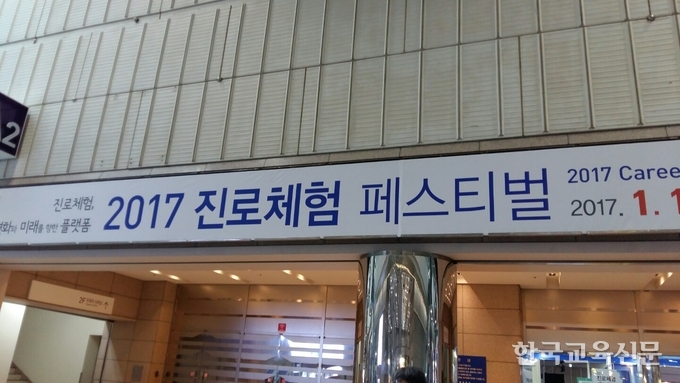 2
진로체험,
미래를 향한 플랫폼
2017 진로체험 페스티벌
2017 Caree
2017. 1. 1
한국교육신문